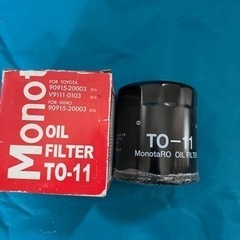 FOR TOYOTA
90915-20003
V9111-0103
FOR HINO
90915-20003
Monot
OIL
FILTER
TO-11
TO-11
MonotaRO OIL FILTER